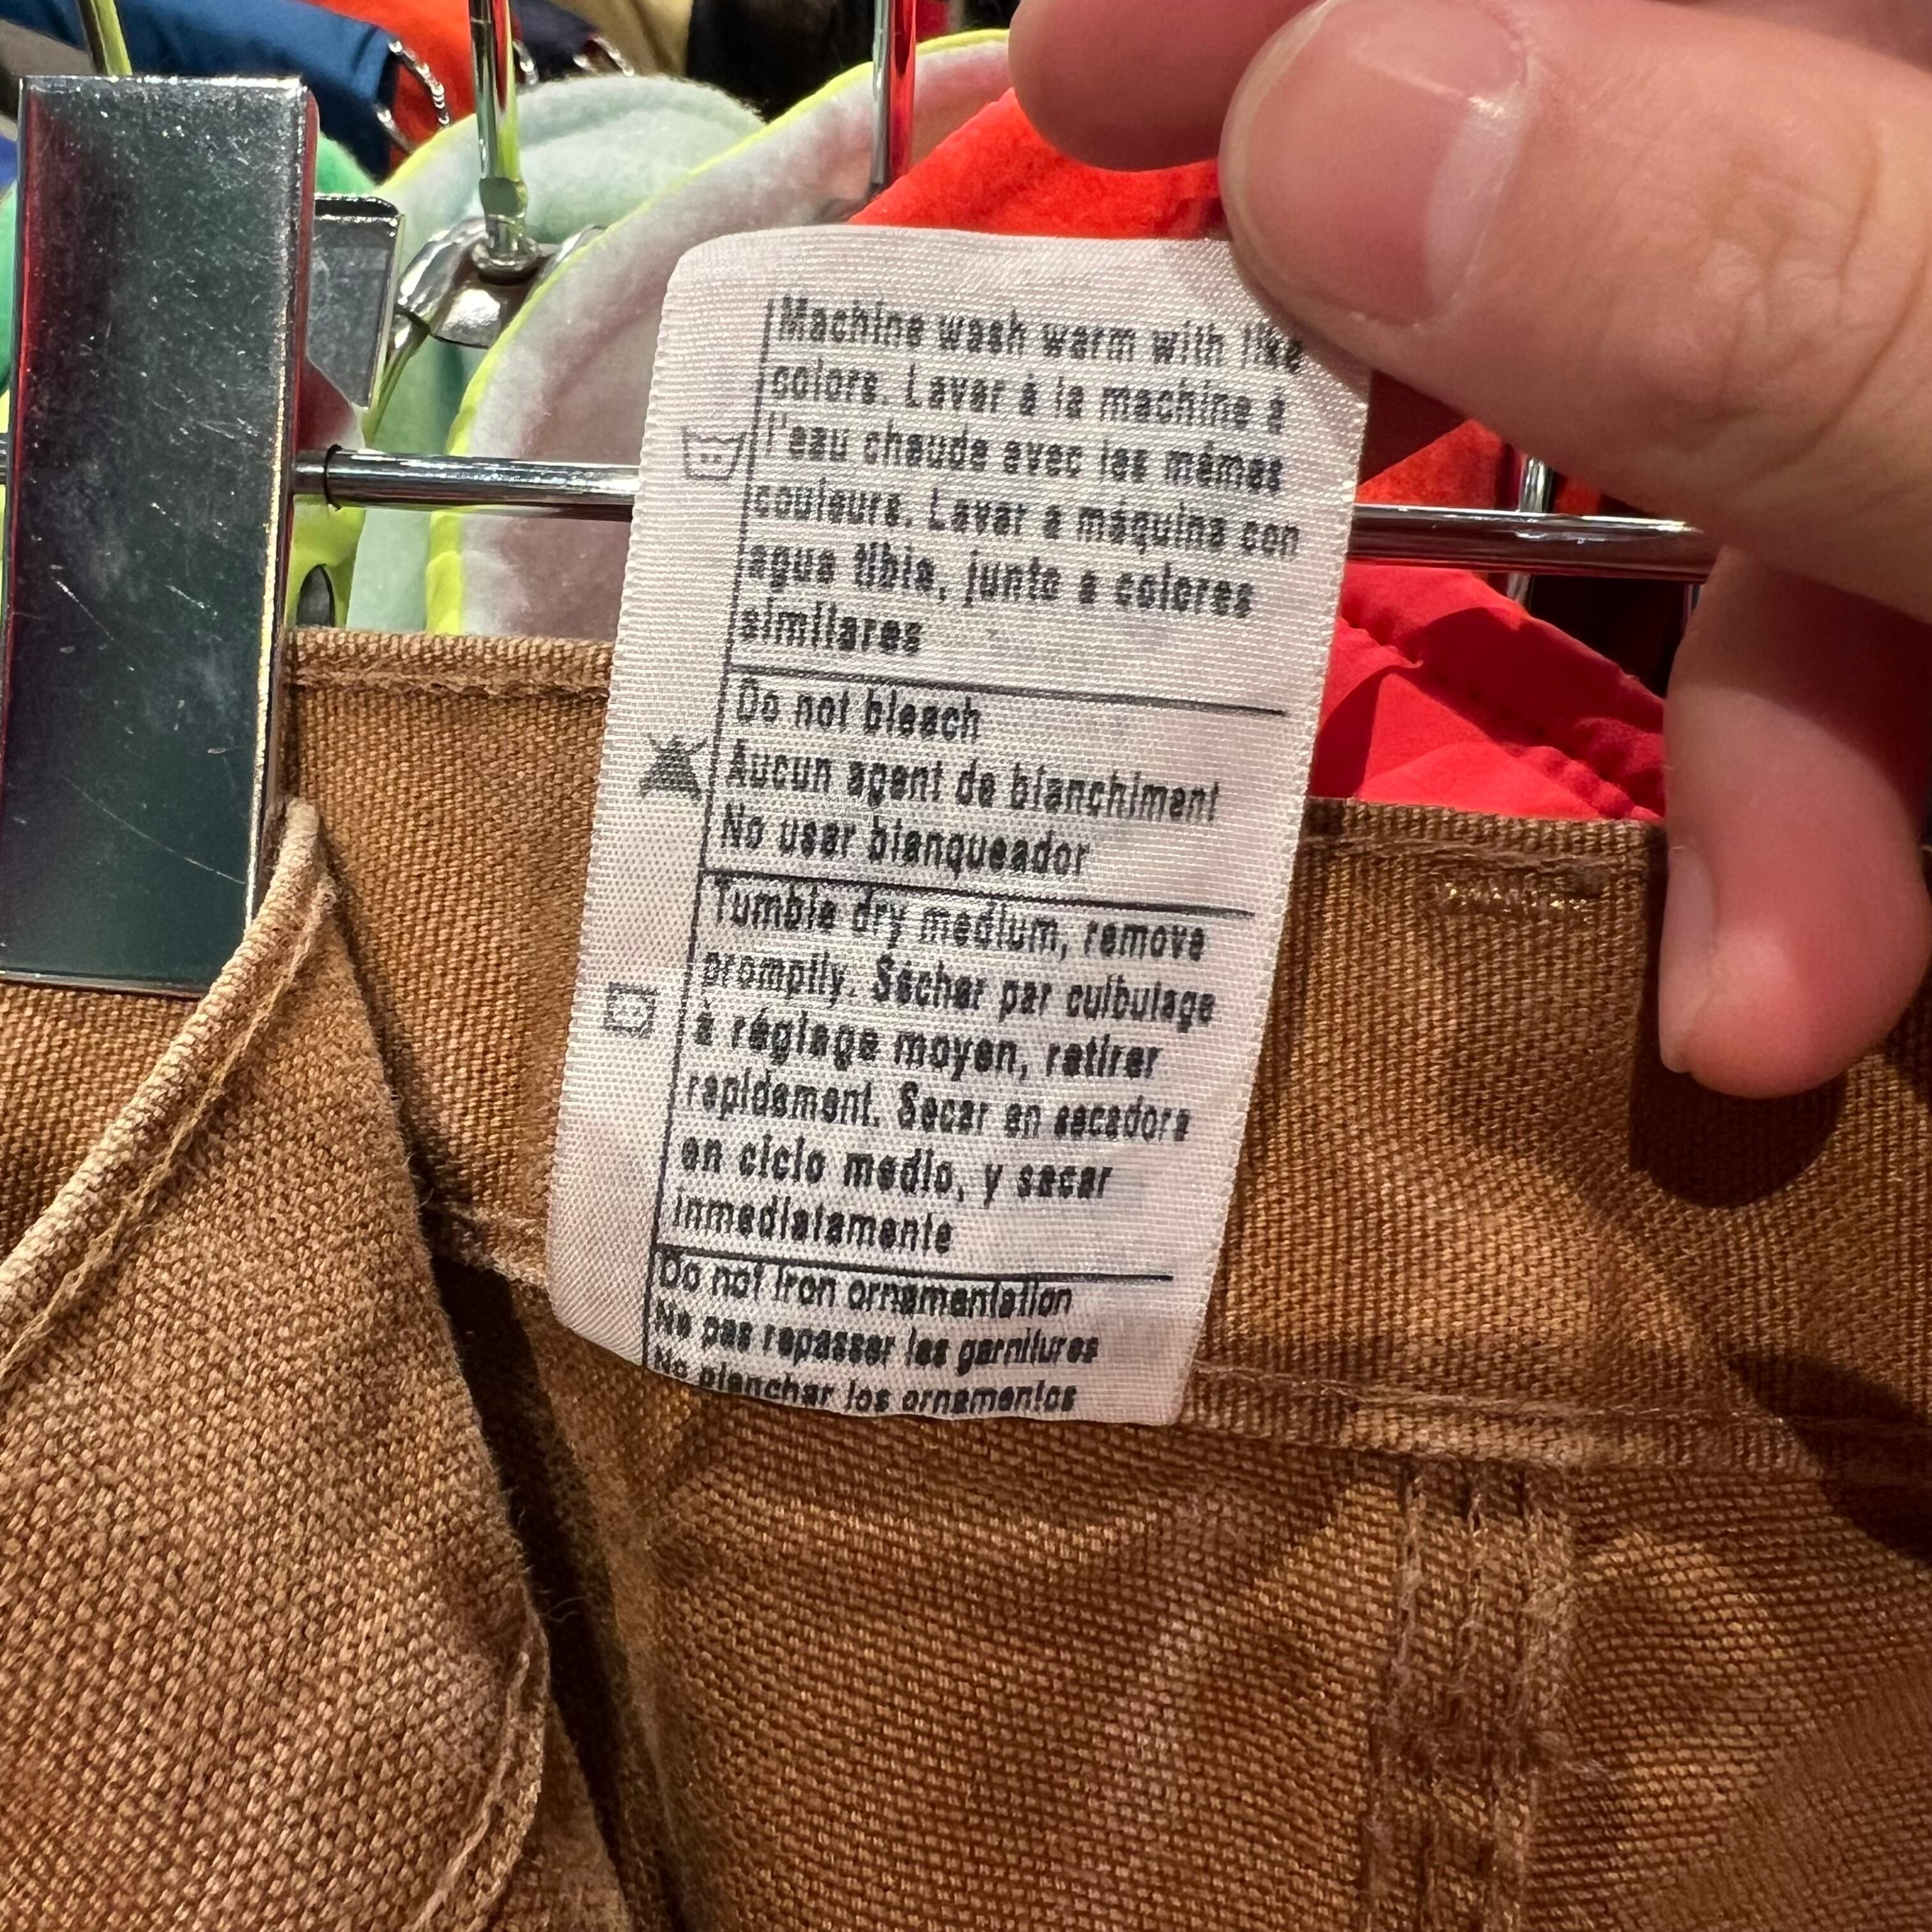 Machine wash warm with like
colors. Laver à la machine à
l'eau chaude avec les mêmes
couleurs. Lavar a máquina con
agua tibia, junto a colores
similares
Do not bleach
Aucun agent de blanchiment
No usar blanqueador
Tumble dry medium, remove
promptly. Sécher par culbutage
à réglage moyen, retirer
rapidement. Secar en secadora
en ciclo medio, y sacar
inmediatamente
Do not iron ornamentation
Ne pas repasser les garnitures
No planchar los ornamentos